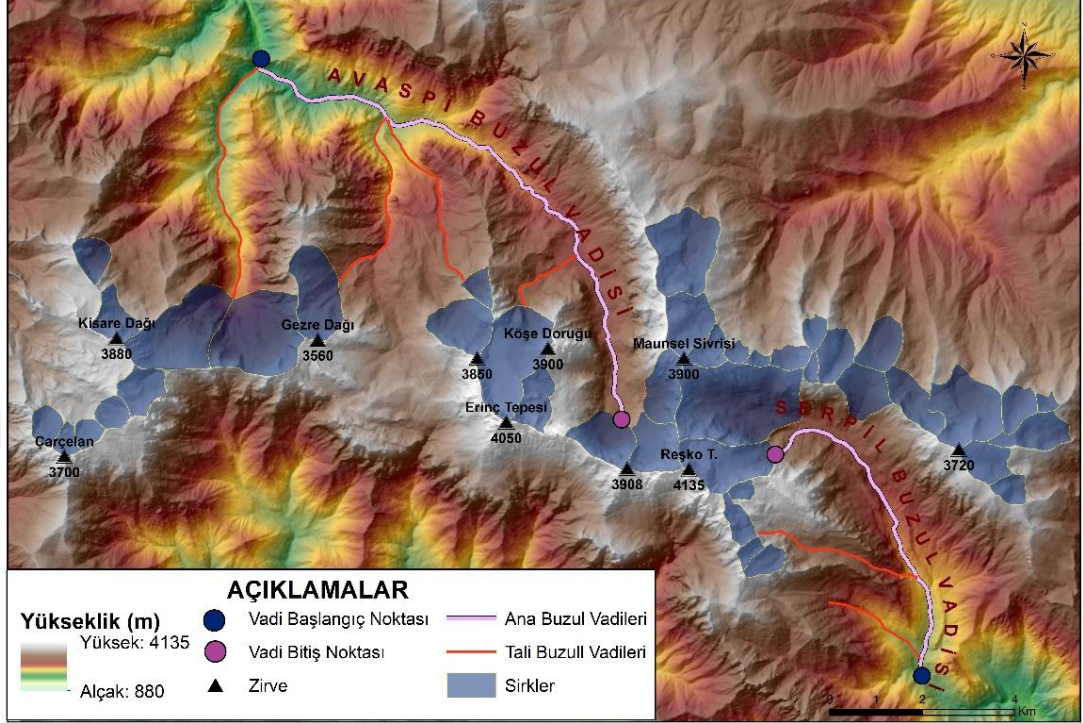 AVASPİ BUZUL VADİSİ
Kisare Dağı
3880
Gezre Dağı
3560
Köşe Doruğu
3900
3850
Maunsel Sivrisi
3900
Erinç Tepesi
4050
SERPİL BUZUL VADİSİ
Çarçelan
3700
3908
Reşko T.
4135
3720
AÇIKLAMALAR
Yükseklik (m)
Yüksek: 4135
Alçak: 880
Vadi Başlangıç Noktası
Vadi Bitiş Noktası
Zirve
Ana Buzul Vadileri
Tali Buzull Vadileri
Sirkler
0 1 2 4
Km